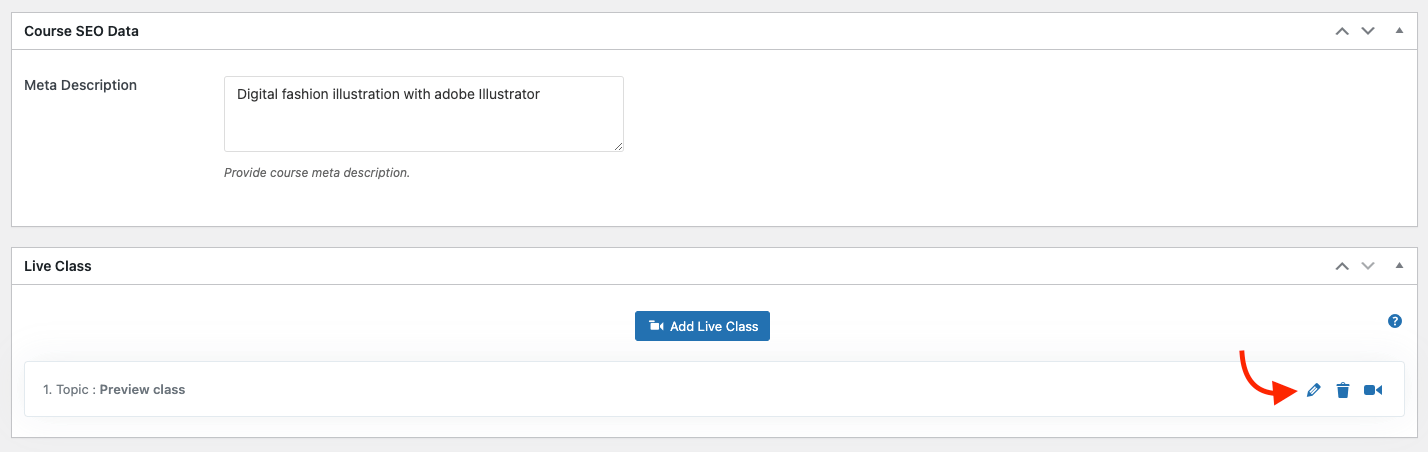 Course SEO Data
Meta Description
Digital fashion illustration with adobe Illustrator
Provide course meta description.
Live Class
Add Live Class
?
1. Topic : Preview class